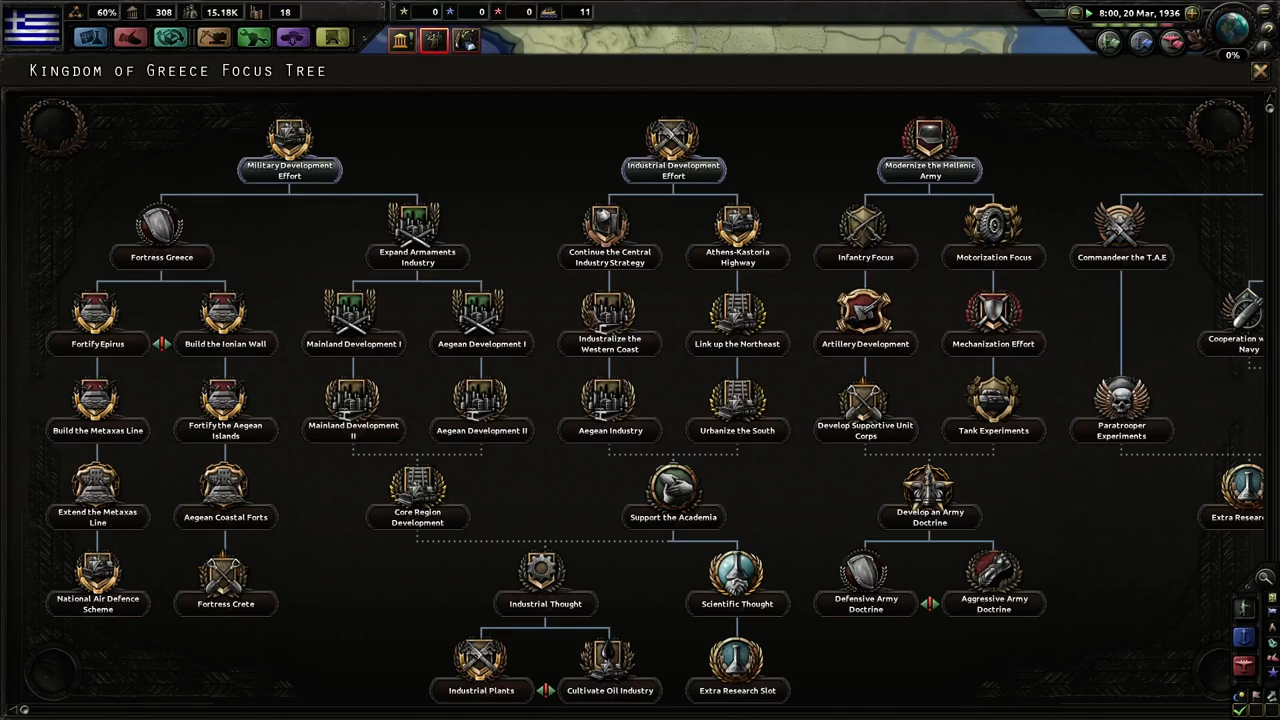 60%
308
15.18K
18
0
0
0
11
8:00, 20 Mar, 1936
0%
Kingdom of Greece Focus Tree
Military Development
Effort
Industrial Development
Effort
Modernize the Hellenic
Army
Fortress Greece
Expand Armaments
Industry
Continue the Central
Industry Strategy
Athens-Kastoria
Highway
Infantry Focus
Motorization Focus
Commandeer the T.A.E
Fortify Epirus
Build the Ionian Wall
Mainland Development I
Aegean Development I
Industralize the
Western Coast
Link up the Northeast
Artillery Development
Mechanization Effort
Cooperation w
Navy
Build the Metaxas Line
Fortify the Aegean
Islands
Mainland Development
II
Aegean Development II
Aegean Industry
Urbanize the South
Develop Supportive Unit
Corps
Tank Experiments
Paratrooper
Experiments
Extend the Metaxas
Line
Aegean Coastal Forts
Core Region
Development
Support the Academia
Develop an Army
Doctrine
Extra Resear
National Air Defence
Scheme
Fortress Crete
Industrial Thought
Scientific Thought
Defensive Army
Doctrine
Aggressive Army
Doctrine
Industrial Plants
Cultivate Oil Industry
Extra Research Slot